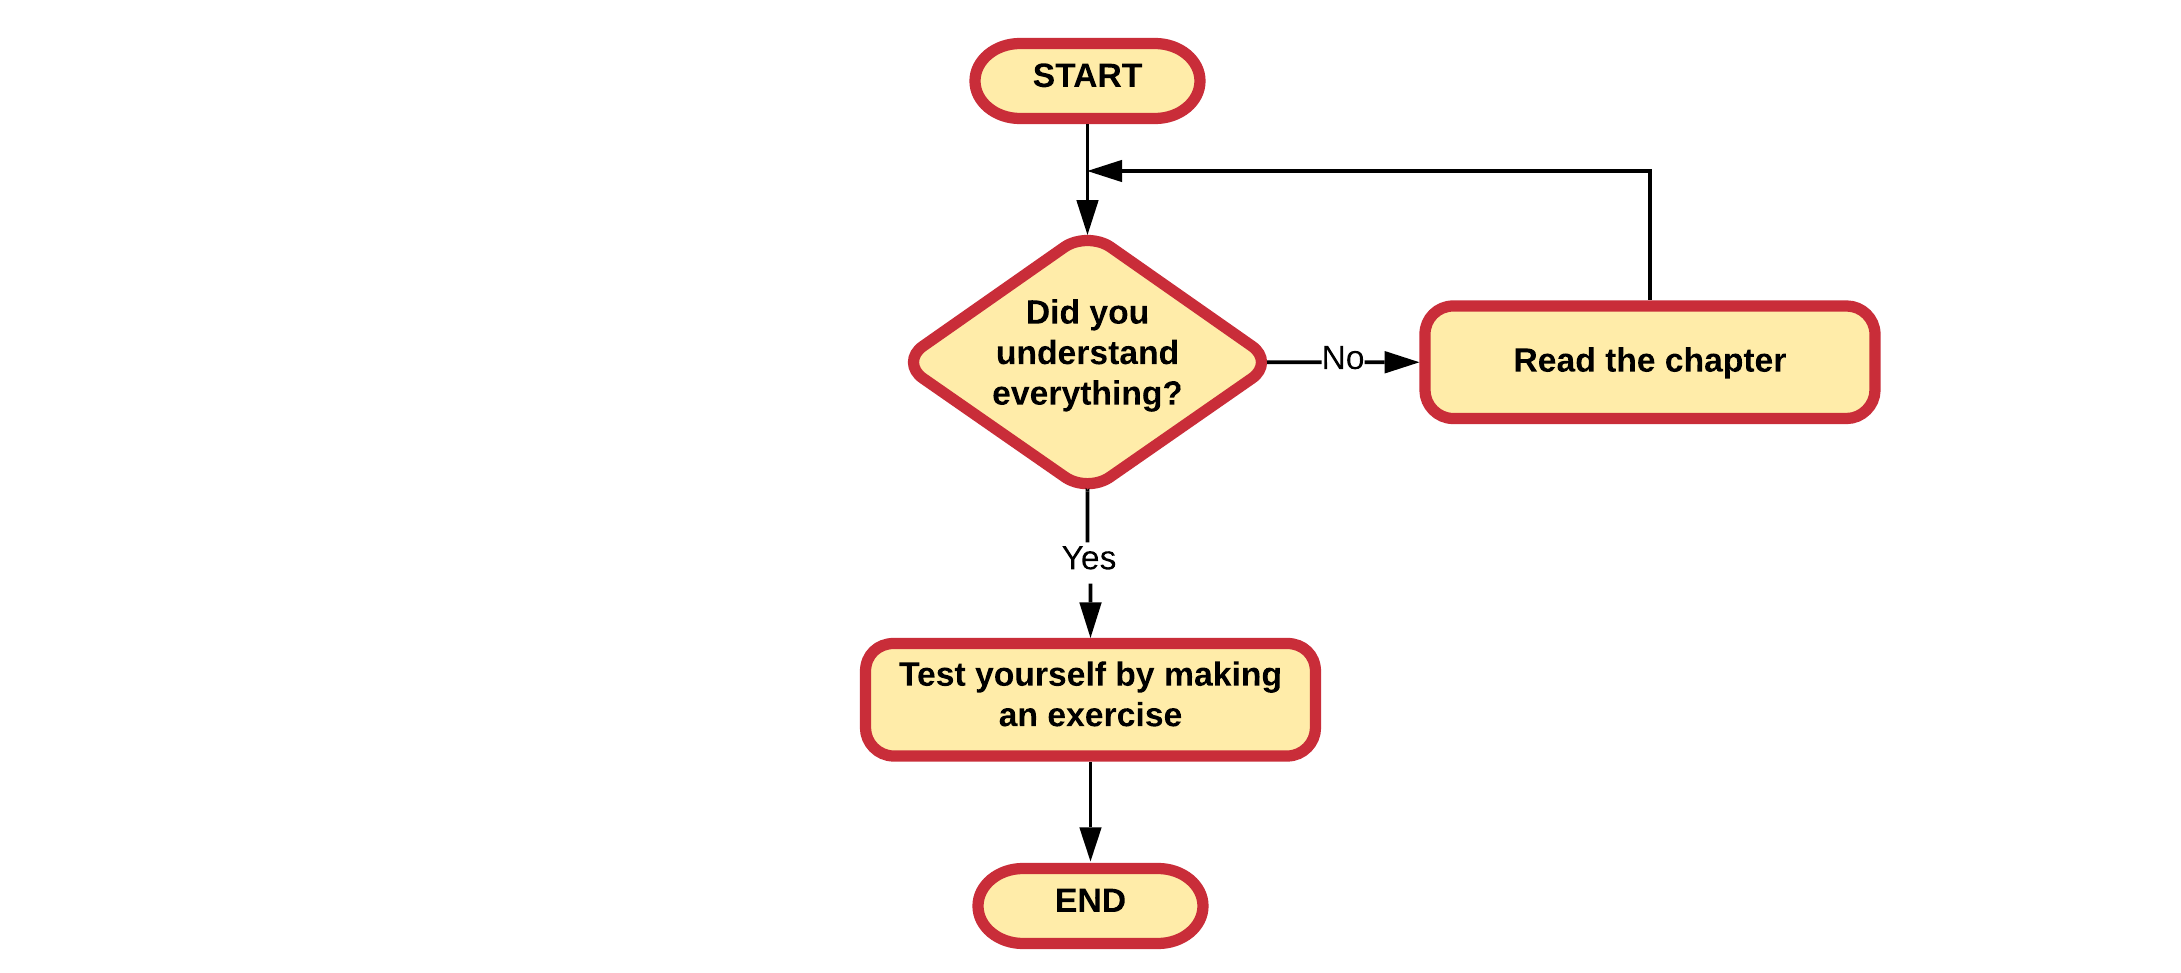 START
Did you
understand
everything?
No
Read the chapter
Yes
Test yourself by making
an exercise
END